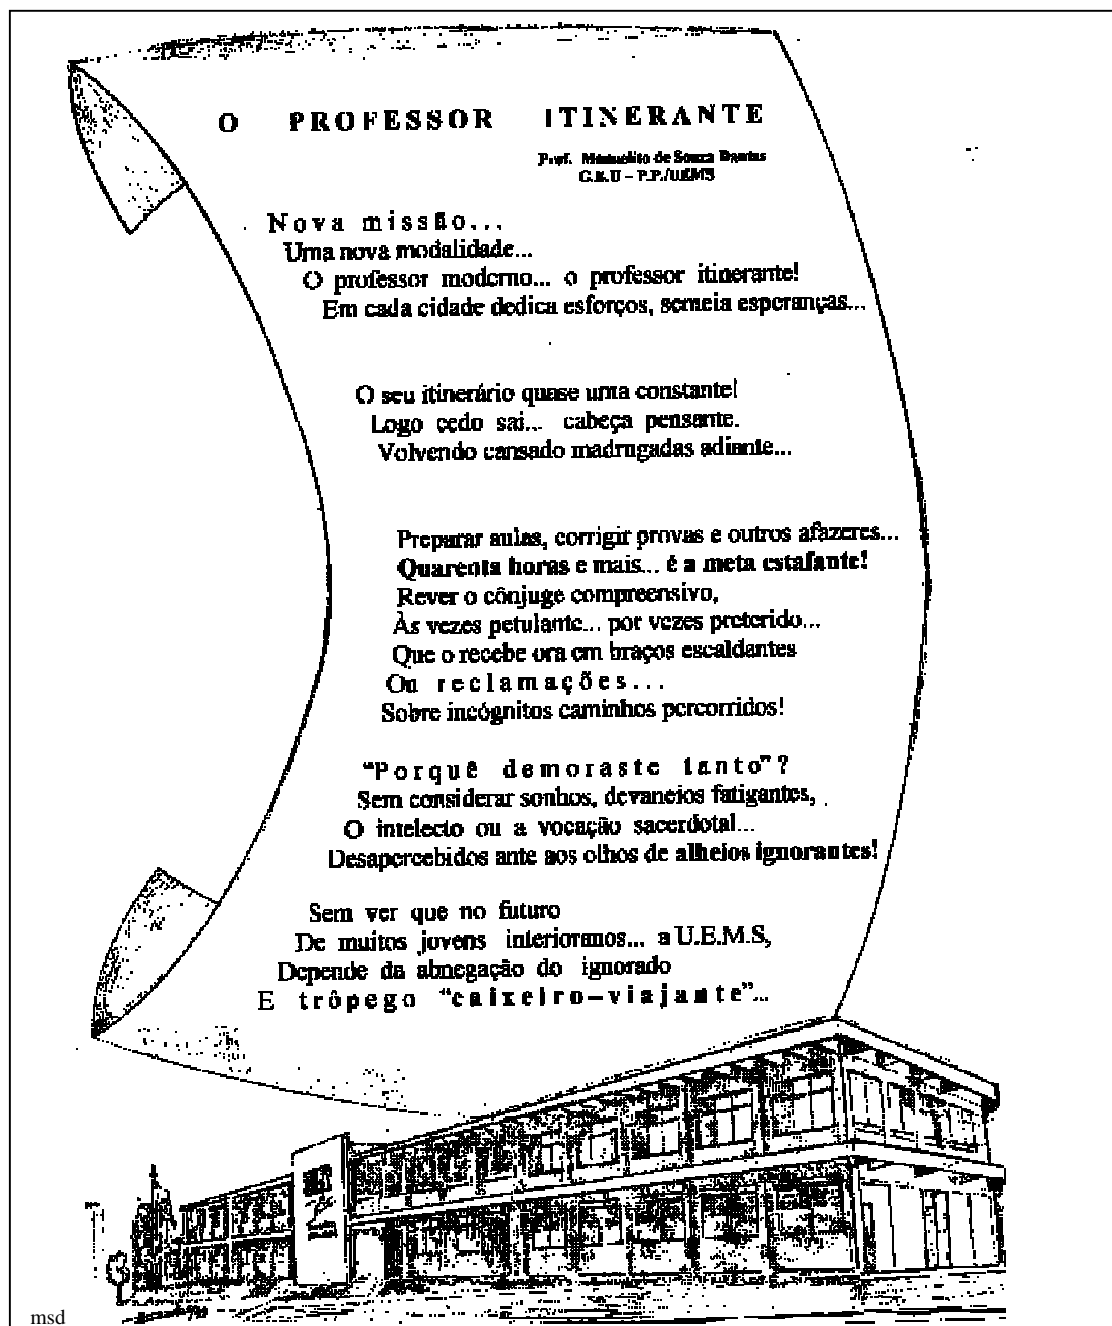 O PROFESSOR ITINERANTE
Prof. Manuelito de Souza Dantas
– P.P./UEMS
Nova missão...
Uma nova modalidade...
O professor moderno... o professor itinerante!
Em cada cidade dedica esforços, semeia esperanças...
O seu itinerário quase uma constante!
Logo cedo sai... cabeça pensante.
Volvendo cansado madrugadas adiante...
Preparar aulas, corrigir provas e outros afazeres...
Quarenta horas e mais... é a meta estafante!
Rever o cônjuge compreensivo,
Às vezes petulante... por vezes preterido...
Que o recebe ora em braços escaldantes
Ou reclamações...
Sobre incógnitos caminhos percorridos!
“Porquê demoraste tanto”?
Sem considerar sonhos, devaneios fatigantes,
O intelecto ou a vocação sacerdotal...
Desapercebidos ante aos olhos de alheios ignorantes!
Sem ver que no futuro
De muitos jovens interioranos... a U.E.M.S,
Depende da abnegação do ignorado
E trôpego “caixeiro–viajante”...
msd